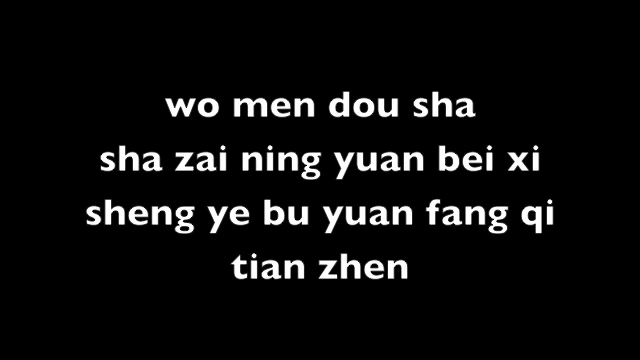 wo men dou sha
sha zai ning yuan bei xi
sheng ye bu yuan fang qi
tian zhen